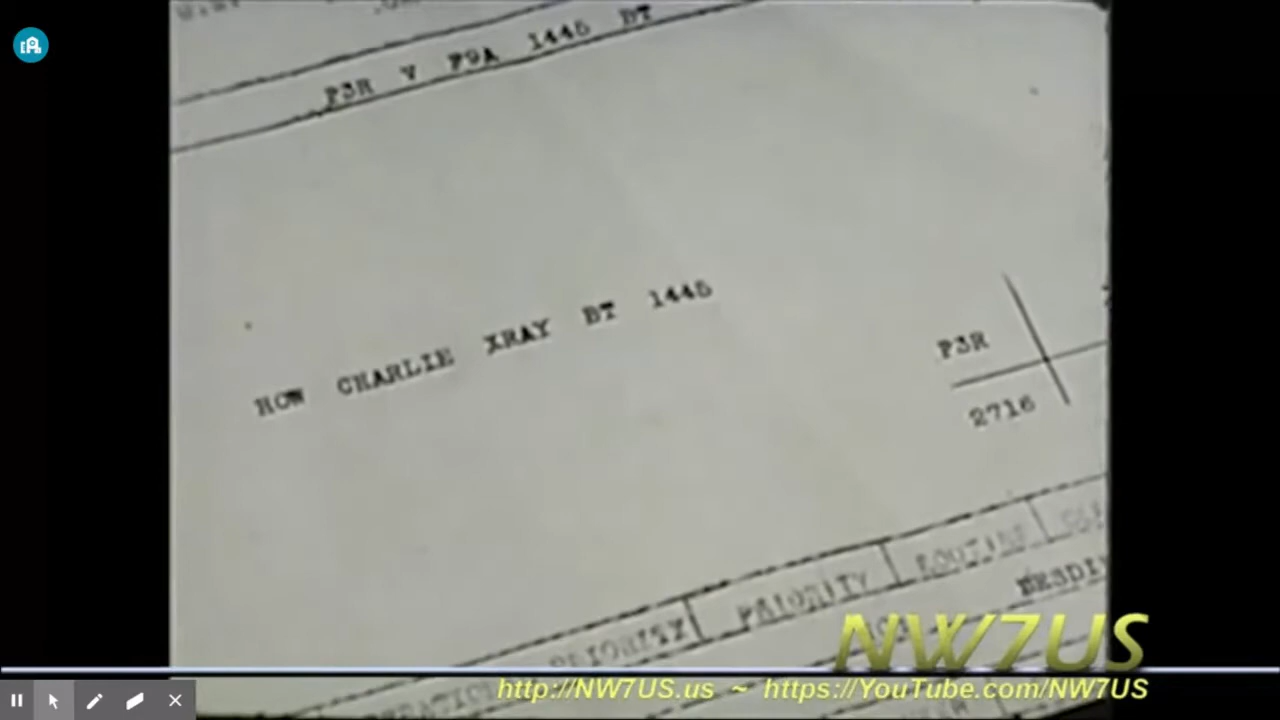 P3R V F9A 1445 BT
HOW CHARLIE XRAY BT 1445
P3R
2716
PRIORITY PRIORITY ROUTINE
NW7US
http://NW7US.us ~ https://YouTube.com/NW7US